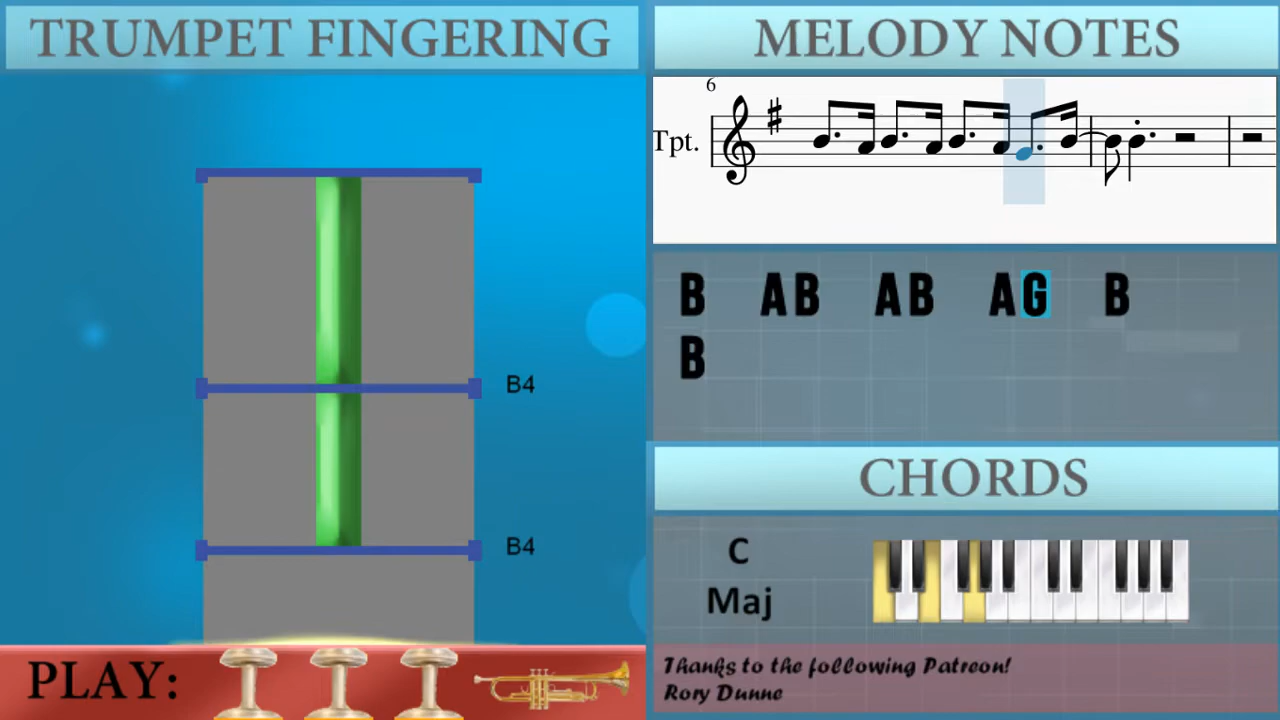 TRUMPET FINGERING
B4
B4
PLAY:
MELODY NOTES
6
Tpt.
B AB AB AG B
B
CHORDS
C
Maj
Thanks to the following Patreon!
Rory Dunne